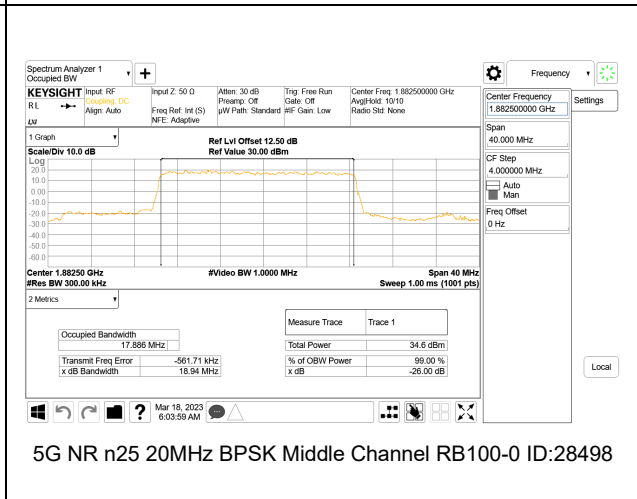 Spectrum Analyzer 1
Occupied BW
Frequency
KEYSIGHT
Input: RF
Input Z: 50 Ω
Atten: 30 dB
Trig: Free Run
Center Freq: 1.882500000 GHz
RL
Coupling: DC
Preamp: Off
Gate: Off
Avg|Hold: 10/10
Align: Auto
Freq Ref: Int (S)
µW Path: Standard
#IF Gain: Low
Radio Std: None
NFE: Adaptive
Center Frequency
1.882500000 GHz
Settings
Span
40.000 MHz
CF Step
4.000000 MHz
Auto
Man
Freq Offset
0 Hz
Local
1 Graph
Ref Lvl Offset 12.50 dB
Scale/Div 10.0 dB
Ref Value 30.00 dBm
Log
20.0
10.0
0.00
-10.0
-20.0
-30.0
-40.0
-50.0
-60.0
Center 1.88250 GHz
#Video BW 1.0000 MHz
Span 40 MHz
#Res BW 300.00 kHz
Sweep 1.00 ms (1001 pts)
2 Metrics
Measure Trace
Trace 1
Occupied Bandwidth
17.886 MHz
Total Power
34.6 dBm
Transmit Freq Error
-561.71 kHz
% of OBW Power
99.00 %
x dB Bandwidth
18.94 MHz
x dB
-26.00 dB
?
Mar 18, 2023
6:03:59 AM
5G NR n25 20MHz BPSK Middle Channel RB100-0 ID:28498